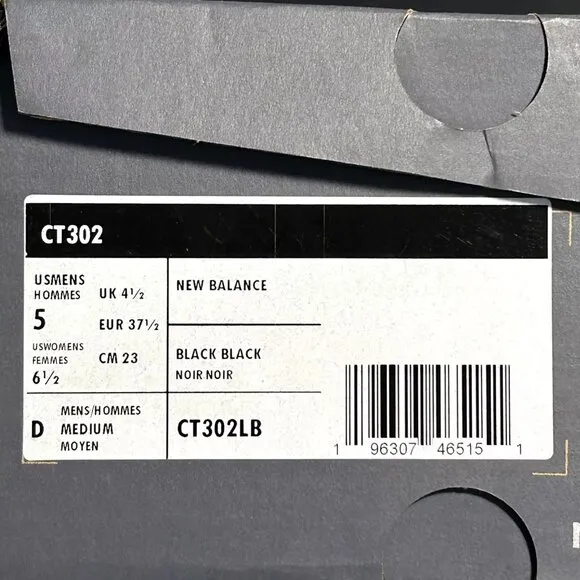 CT302
USMENS
HOMMES
5
USWOMENS
FEMMES
6½
UK 4½
EUR 37½
CM 23
NEW BALANCE
BLACK BLACK
NOIR NOIR
D
MENS/HOMMES
MEDIUM
MOYEN
CT302LB
1 96307 46515 1